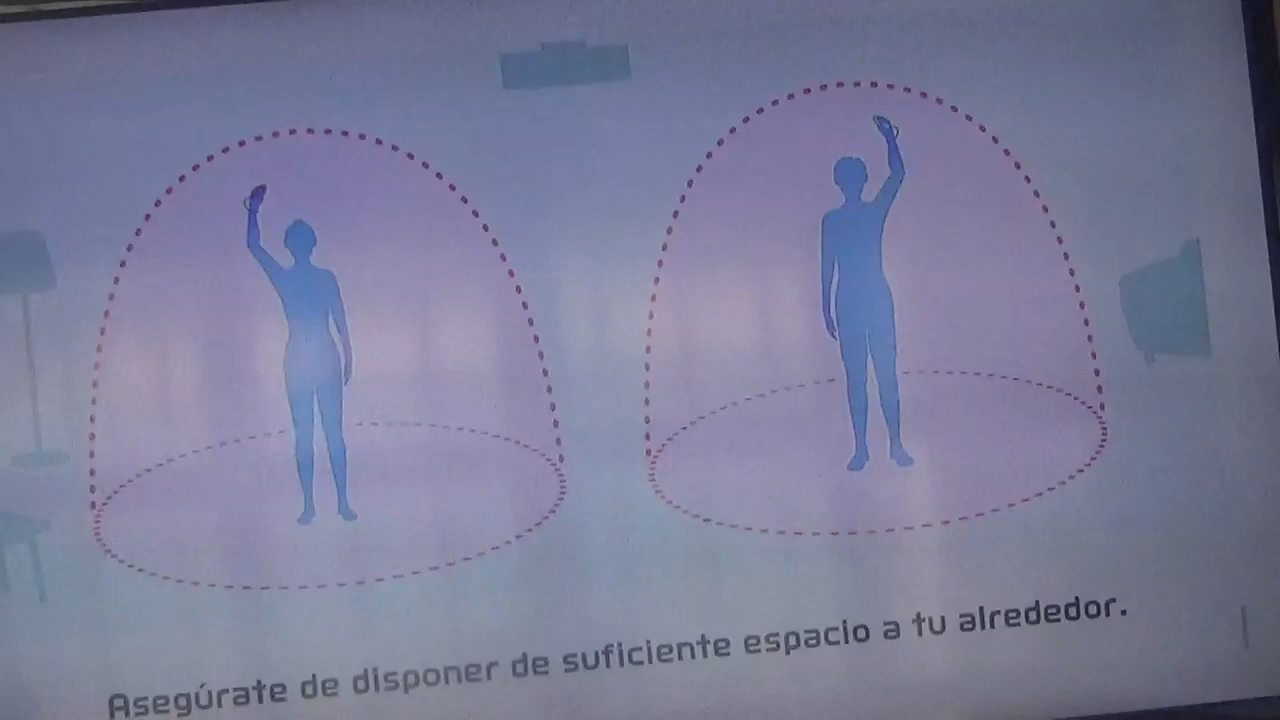 Asegúrate de disponer de suficiente espacio a tu alrededor.